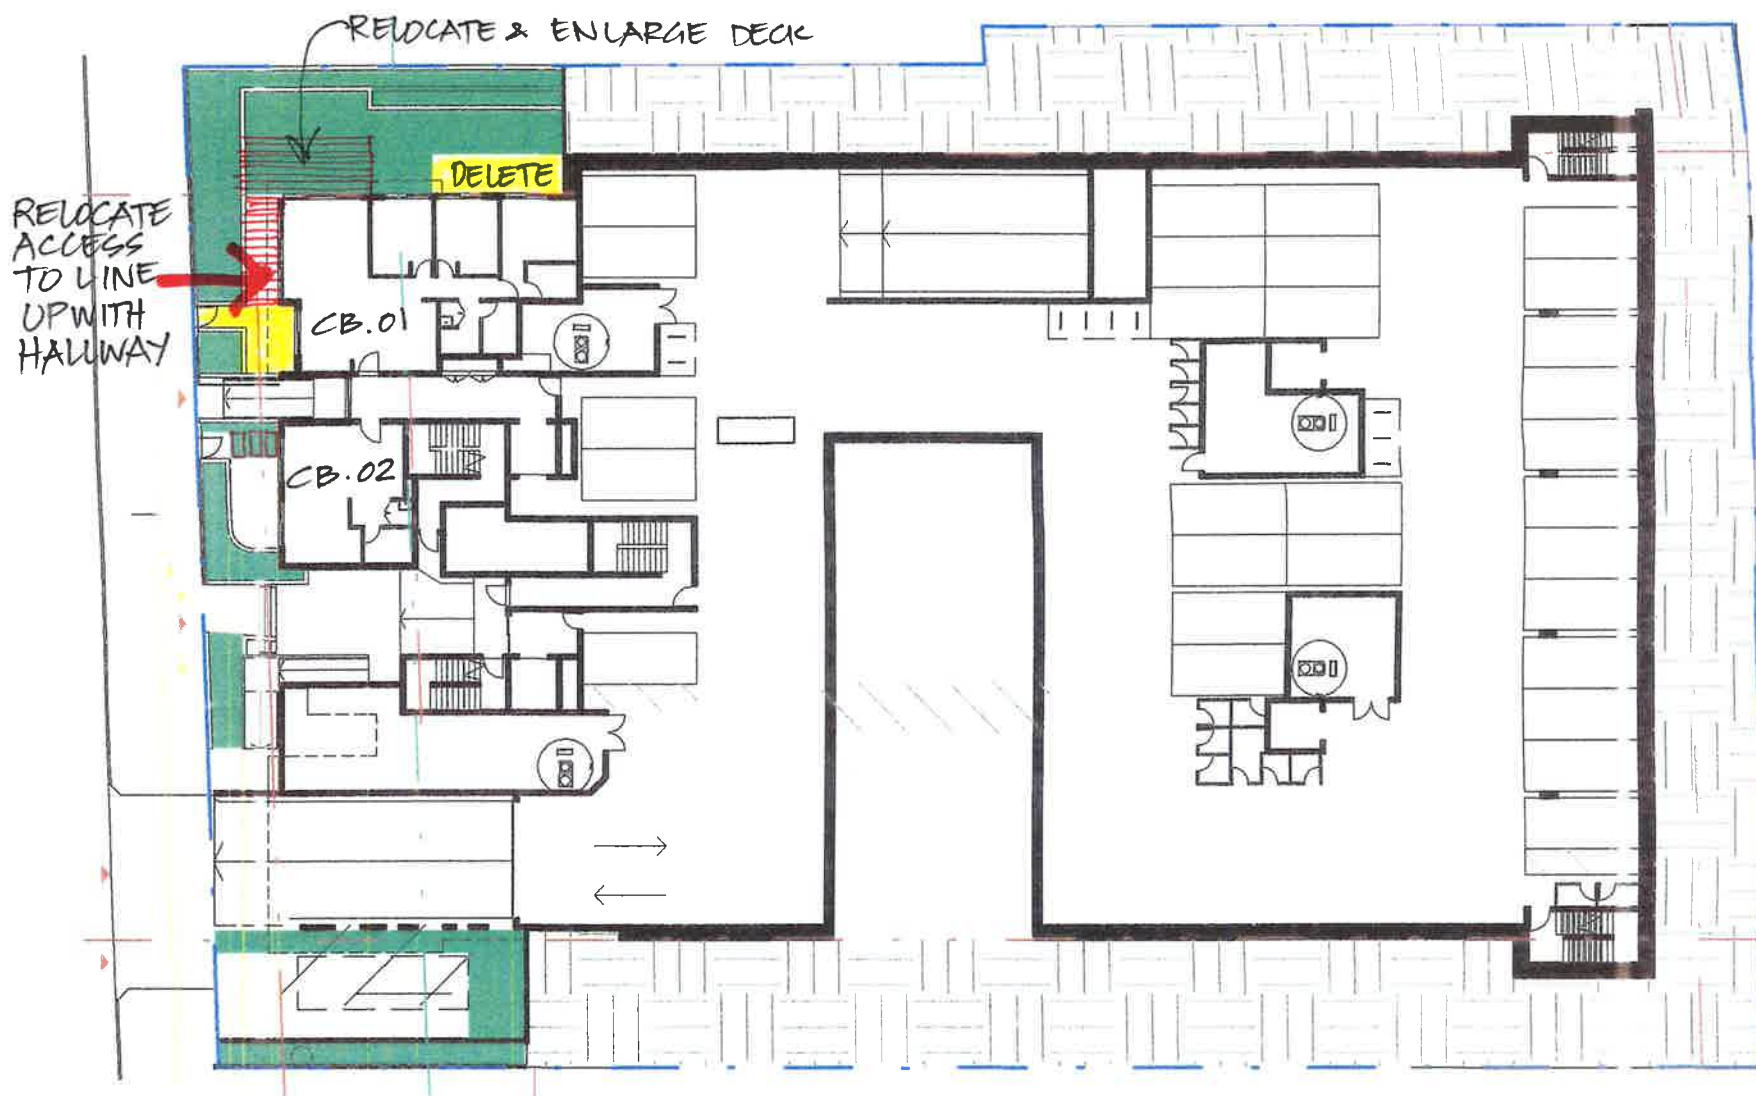 RELOCATE & ENLARGE DECK
DELETE
RELOCATE
ACCESS
TO LINE
UP WITH
HALLWAY
CB.01
CB.02